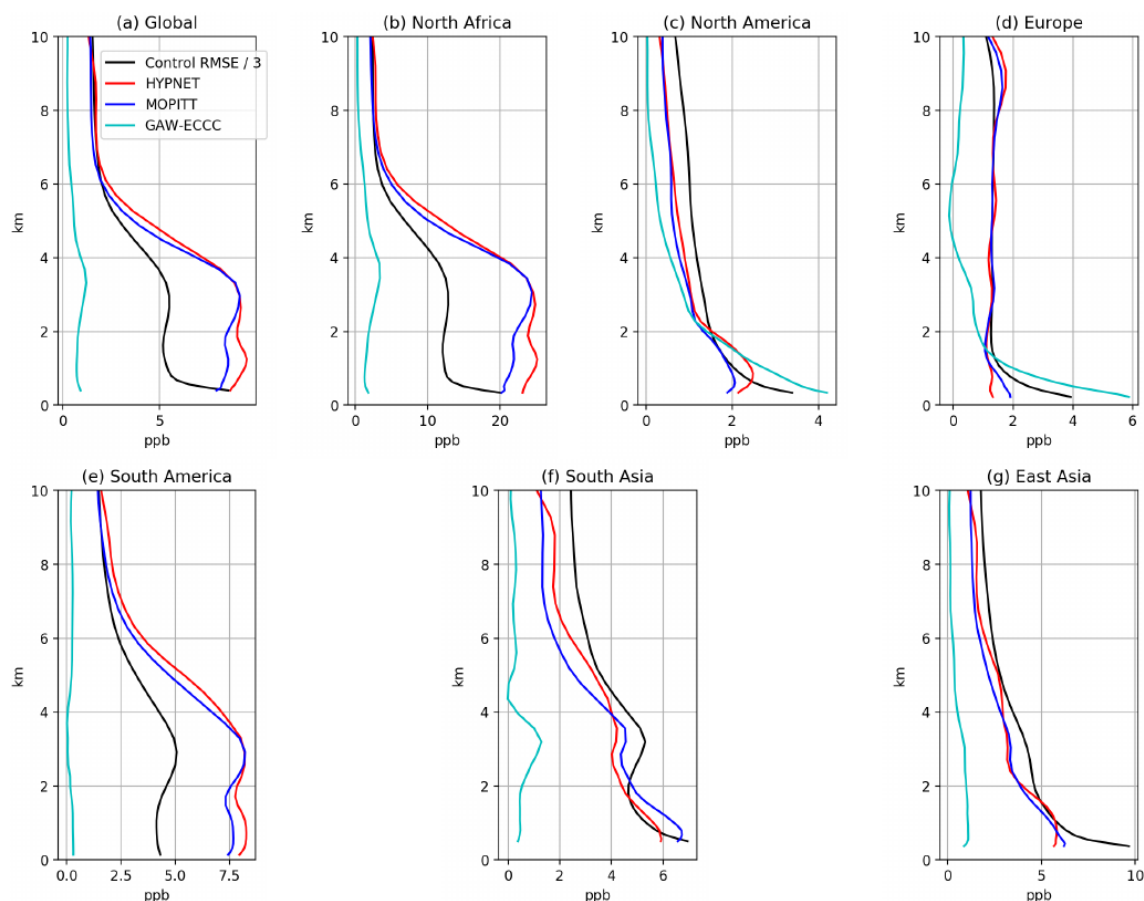 (a) Global
(b) North Africa
(c) North America
(d) Europe
10
8
6
4
2
0
km
Control RMSE / 3
HYPNET
MOPITT
GAW-ECCC
0
5
ppb
10
8
6
4
2
0
km
0
10
20
ppb
10
8
6
4
2
0
km
0
2
4
ppb
10
8
6
4
2
0
km
0
2
4
6
ppb
(e) South America
(f) South Asia
(g) East Asia
10
8
6
4
2
0
km
0.0
2.5
5.0
7.5
ppb
10
8
6
4
2
0
km
0
2
4
6
ppb
10
8
6
4
2
0
km
0
5
10
ppb